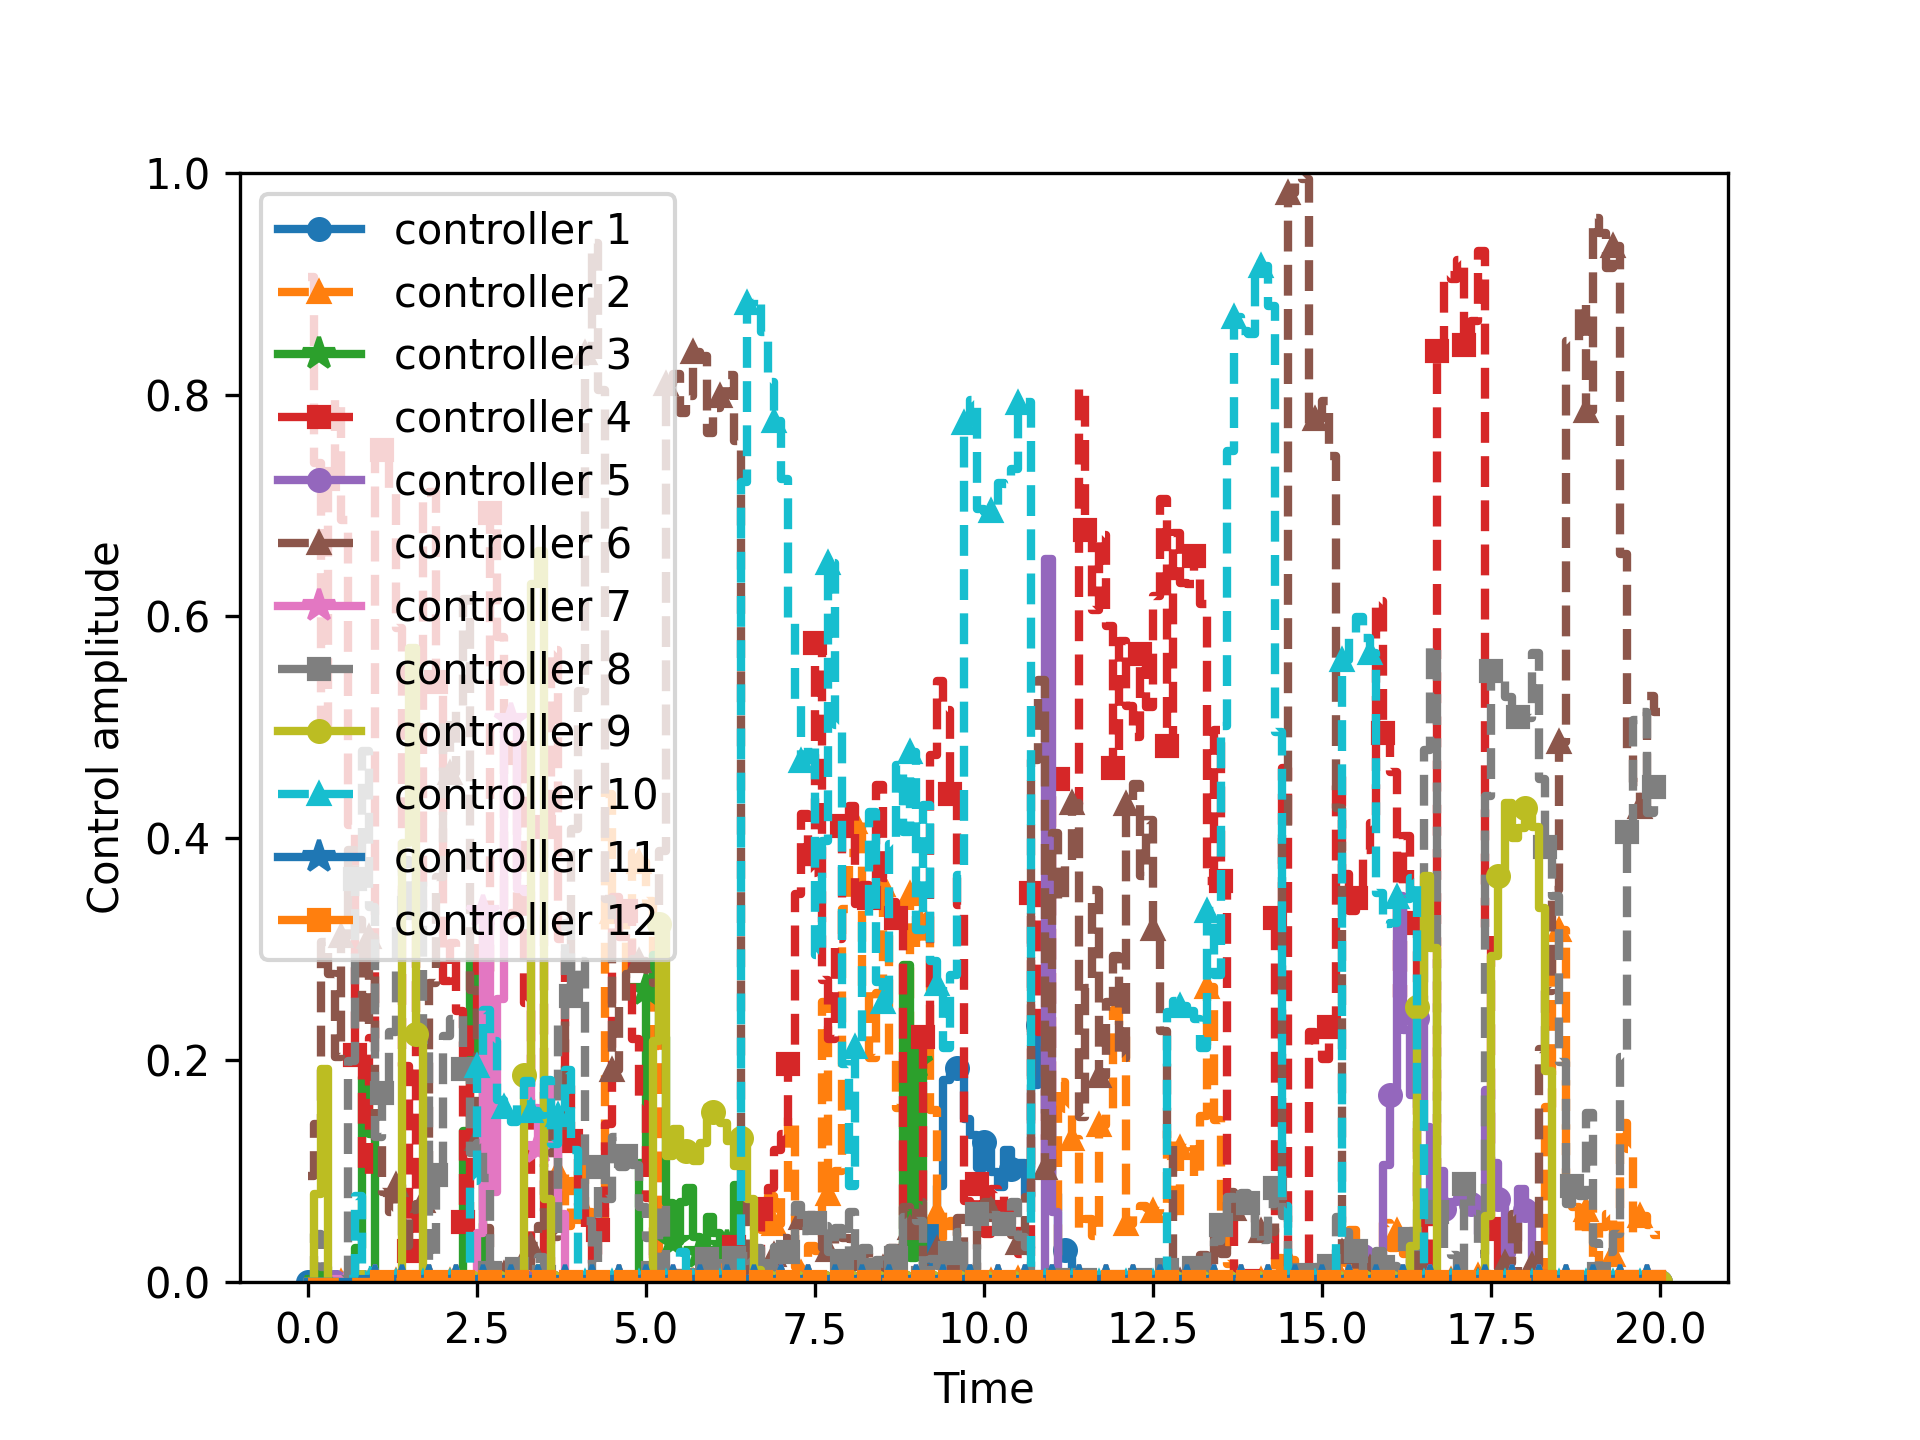 1.0
0.8
0.6
0.4
0.2
0.0
Control amplitude
controller 1
controller 2
controller 3
controller 4
controller 5
controller 6
controller 7
controller 8
controller 9
controller 10
controller 11
controller 12
0.0 2.5 5.0 7.5 10.0 12.5 15.0 17.5 20.0
Time